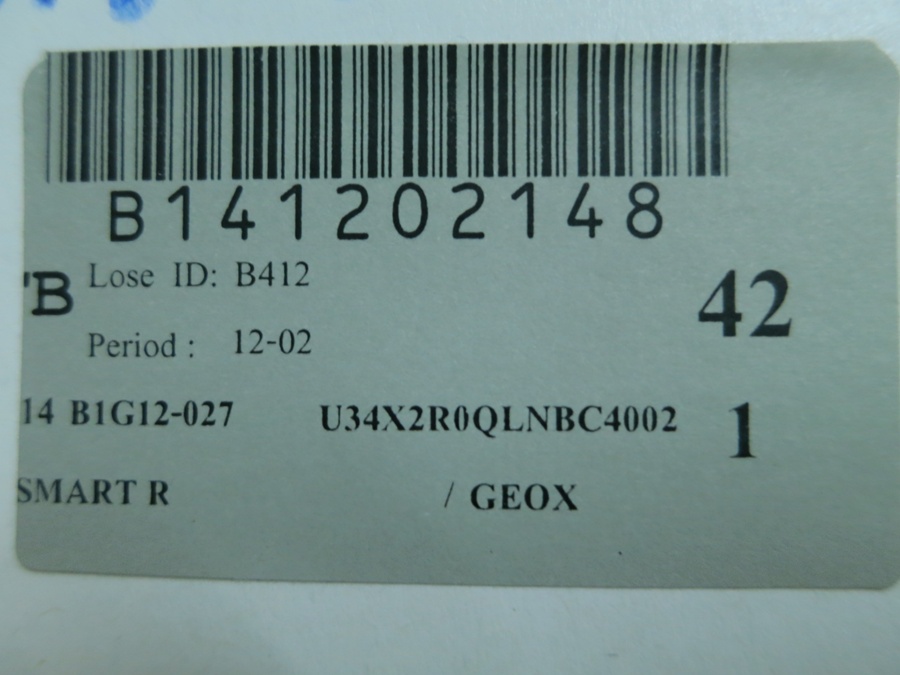 B141202148
'B Lose ID: B412 42
Period : 12-02
14 B1G12-027 U34X2R0QLNBC4002 1
SMART R / GEOX